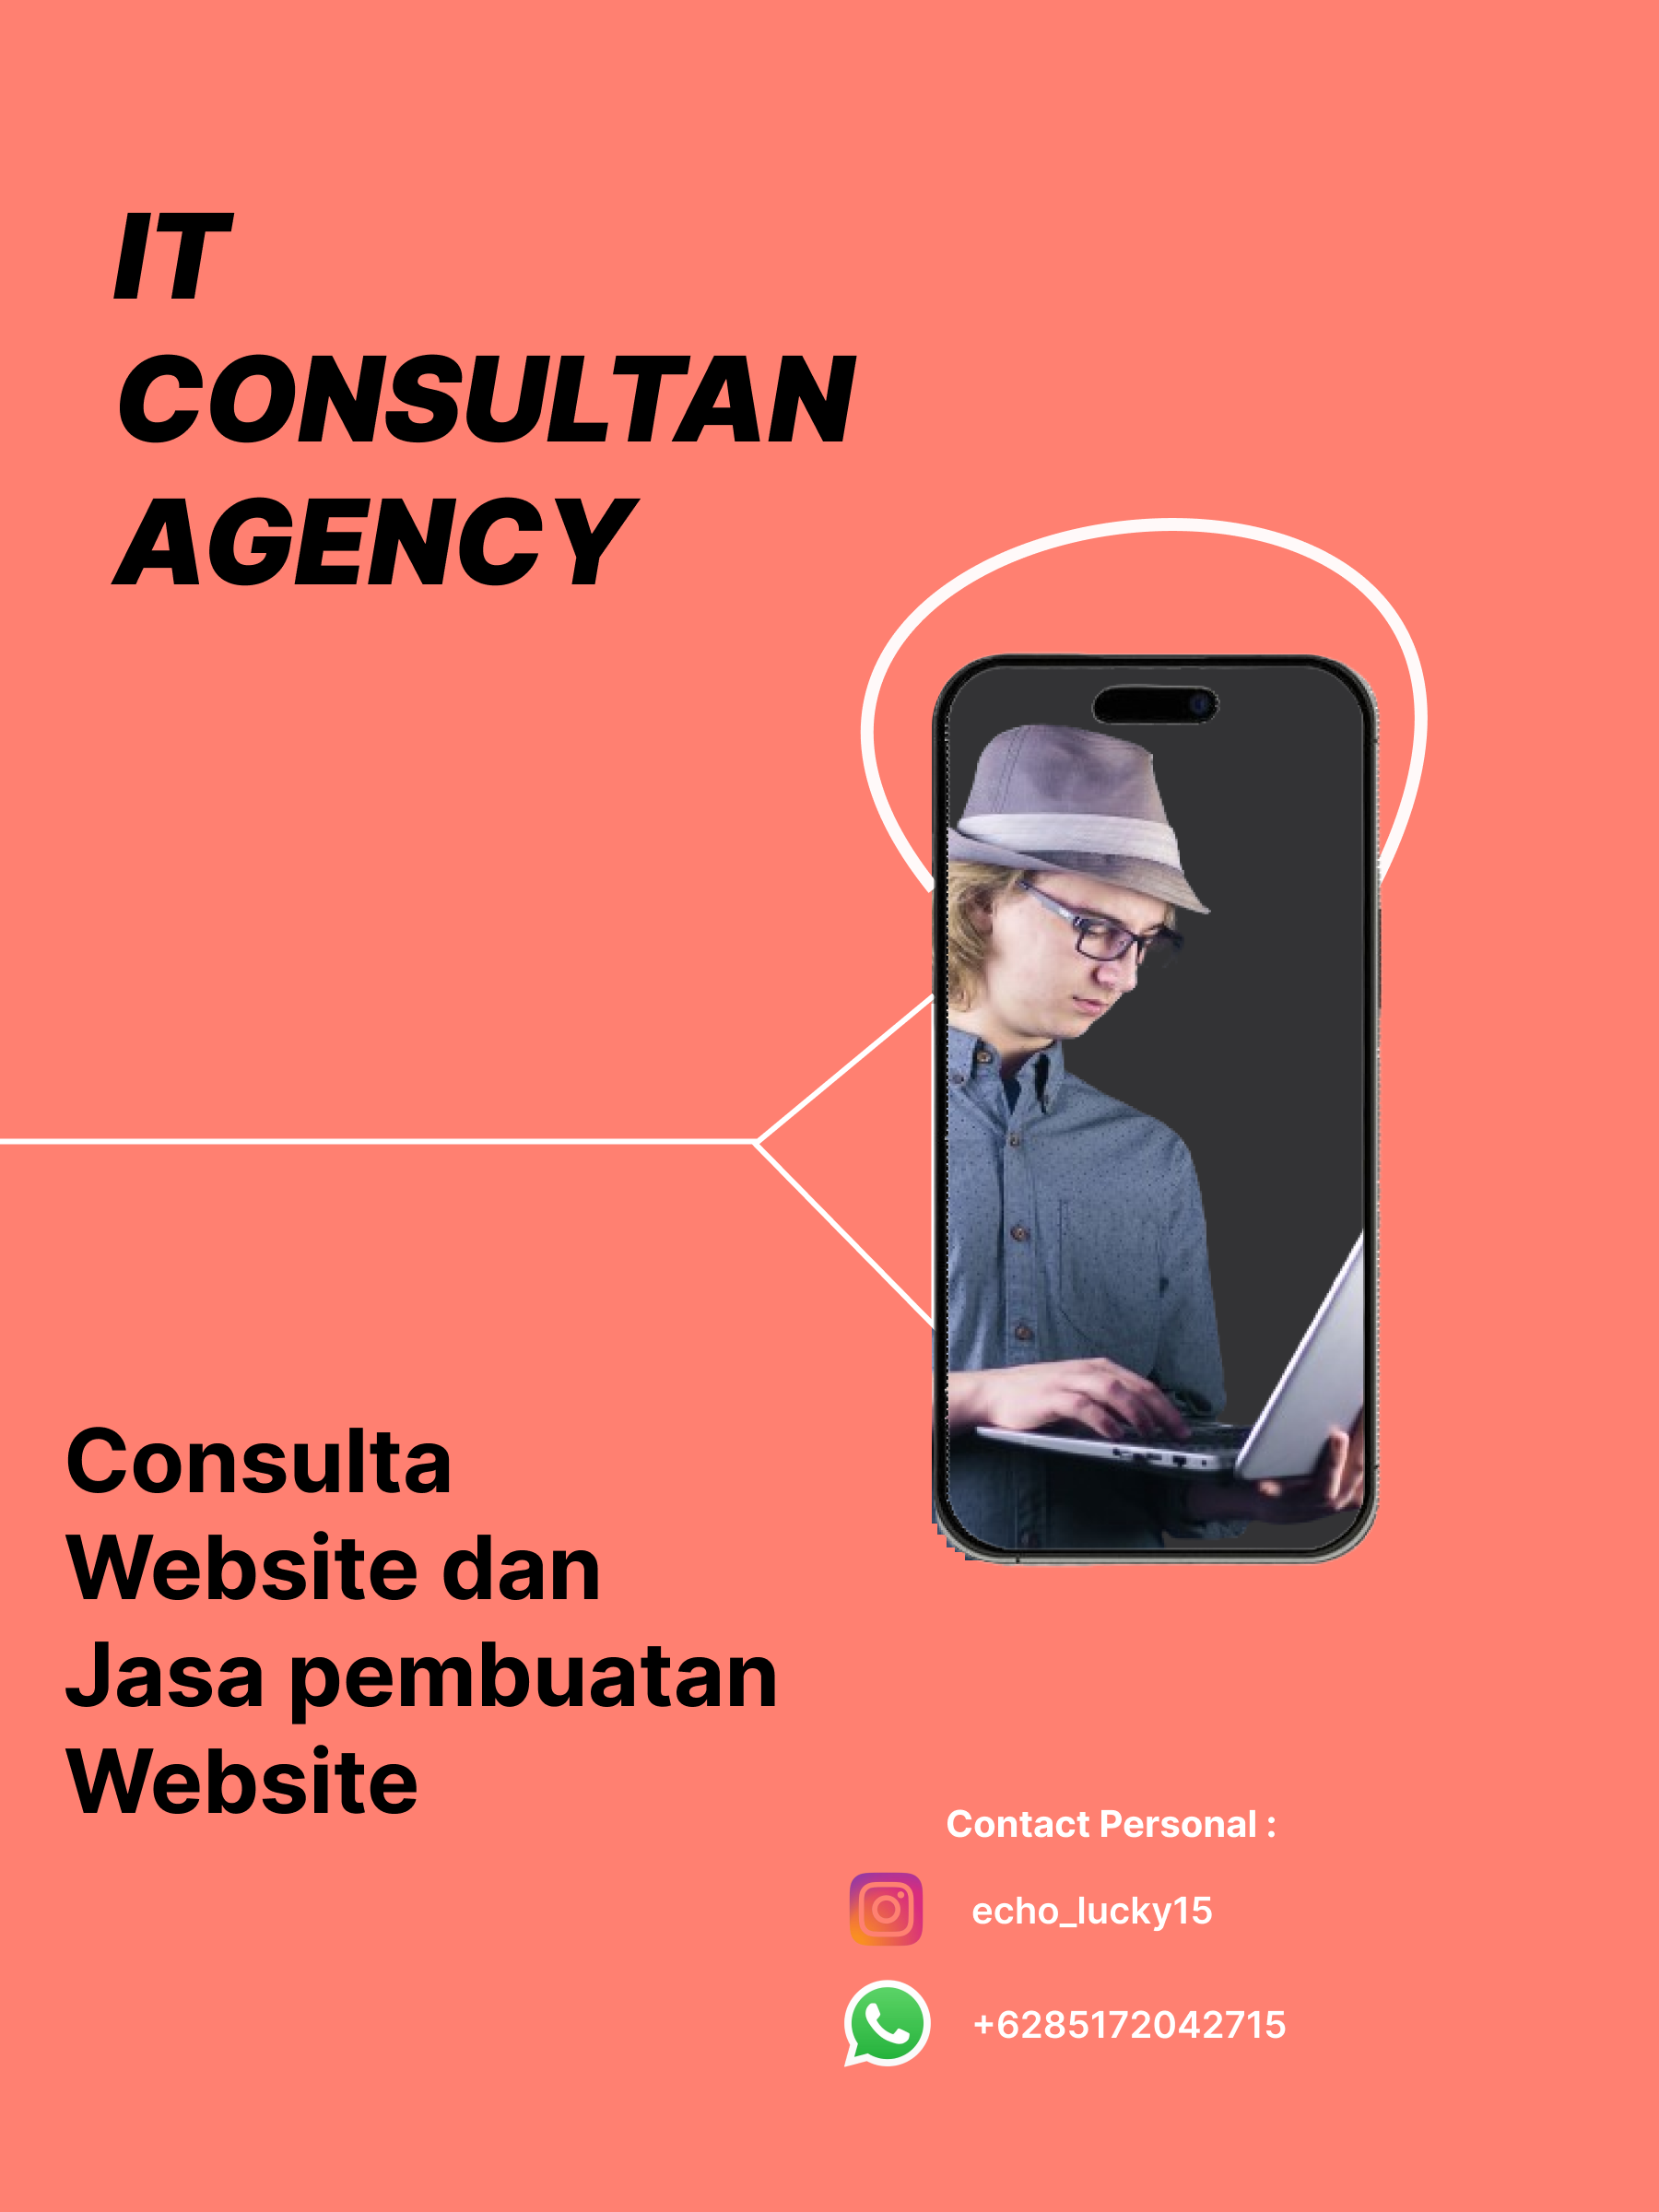 IT
CONSULTAN
AGENCY
Consulta
Website dan
Jasa pembuatan
Website
Contact Personal :
echo_lucky15
+6285172042715